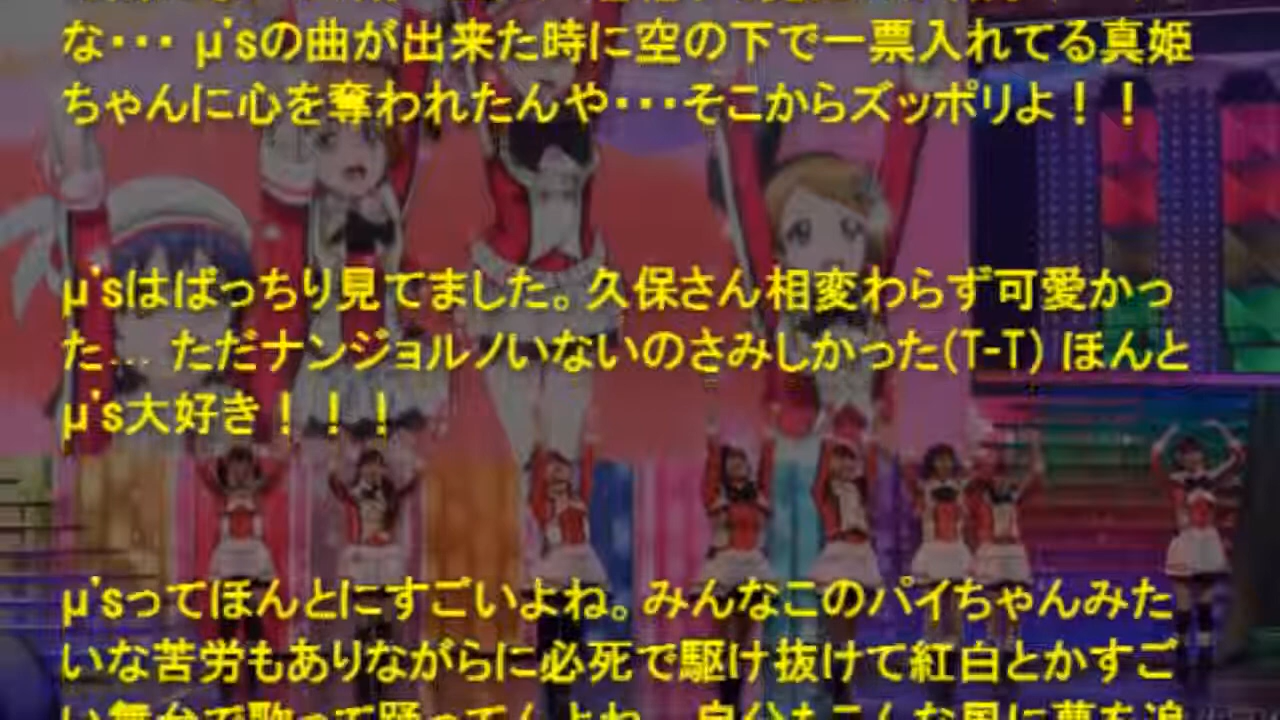 な･･･ μ'sの曲が出来た時に空の下で一票入れてる真姫
ちゃんに心を奪われたんや･･･そこからズッポリよ！！
μ'sはばっちり見てました。久保さん相変わらず可愛かっ
た… ただナンジョルノいないのさみしかった(T-T) ほんと
μ's大好き！！！
μ'sってほんとにすごいよね。みんなこのパイちゃんみた
いな苦労もありながらに必死で駆け抜けて紅白とかすご